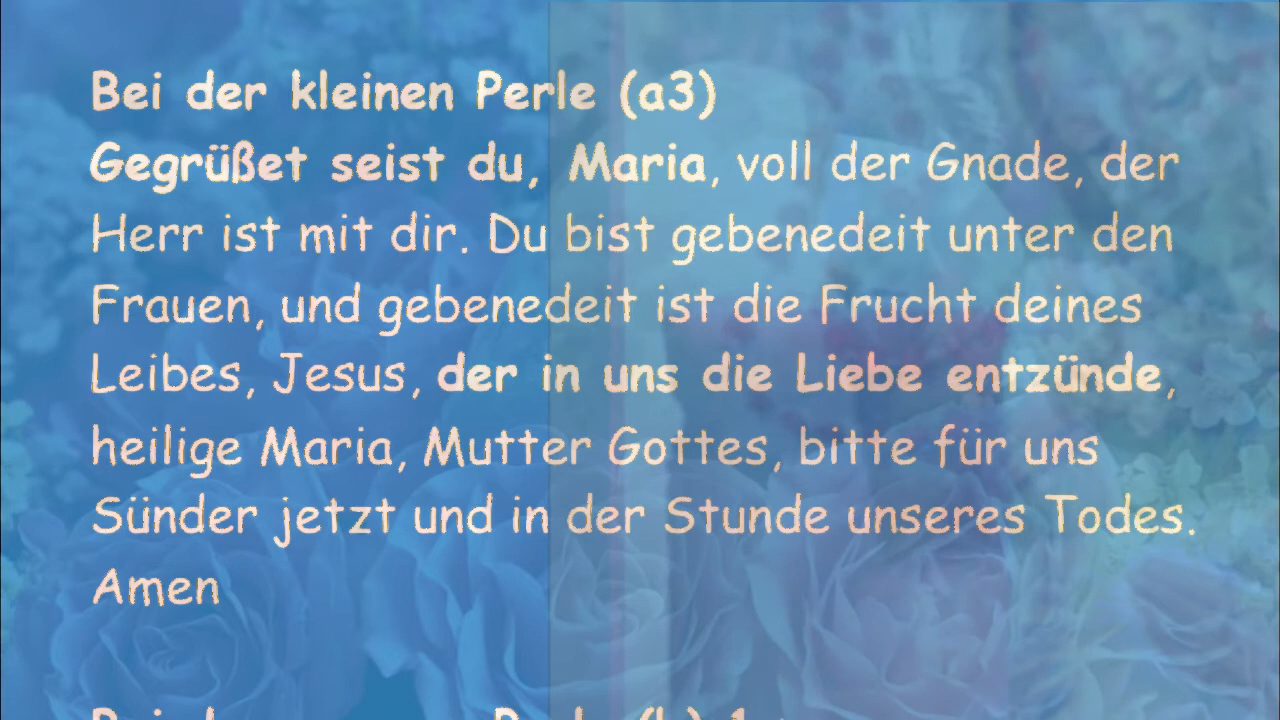 Bei der kleinen Perle (a3)
Gegrüßet seist du, Maria, voll der Gnade, der
Herr ist mit dir. Du bist gebenedeit unter den
Frauen, und gebenedeit ist die Frucht deines
Leibes, Jesus, der in uns die Liebe entzünde,
heilige Maria, Mutter Gottes, bitte für uns
Sünder jetzt und in der Stunde unseres Todes.
Amen